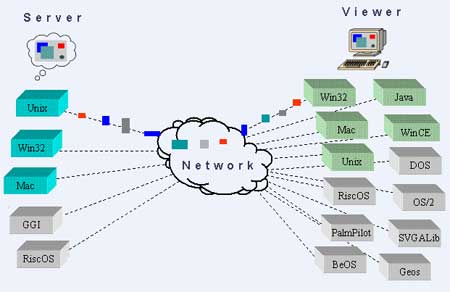 Server
Viewer
Unix
Win32
Mac
GGI
RiscOS
Network
Win32
Java
Mac
WinCE
Unix
DOS
RiscOS
OS/2
PalmPilot
SVGALib
BeOS
Geos